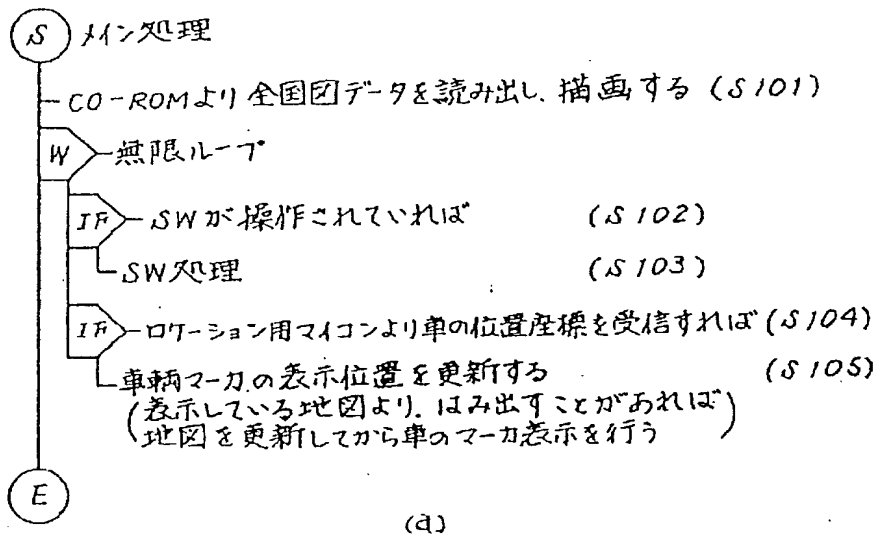 S メイン処理
CD-ROMより全国図データを読み出し、描画する (S101)
W 無限ループ
IF SWが操作されていれば (S102)
SW処理 (S103)
IF ロケーション用マイコンより車の位置座標を受信すれば (S104)
車輌マーカの表示位置を更新する (S105)
(表示している地図より、はみ出すことがあれば
地図を更新してから車のマーカ表示を行う)
E
(a)